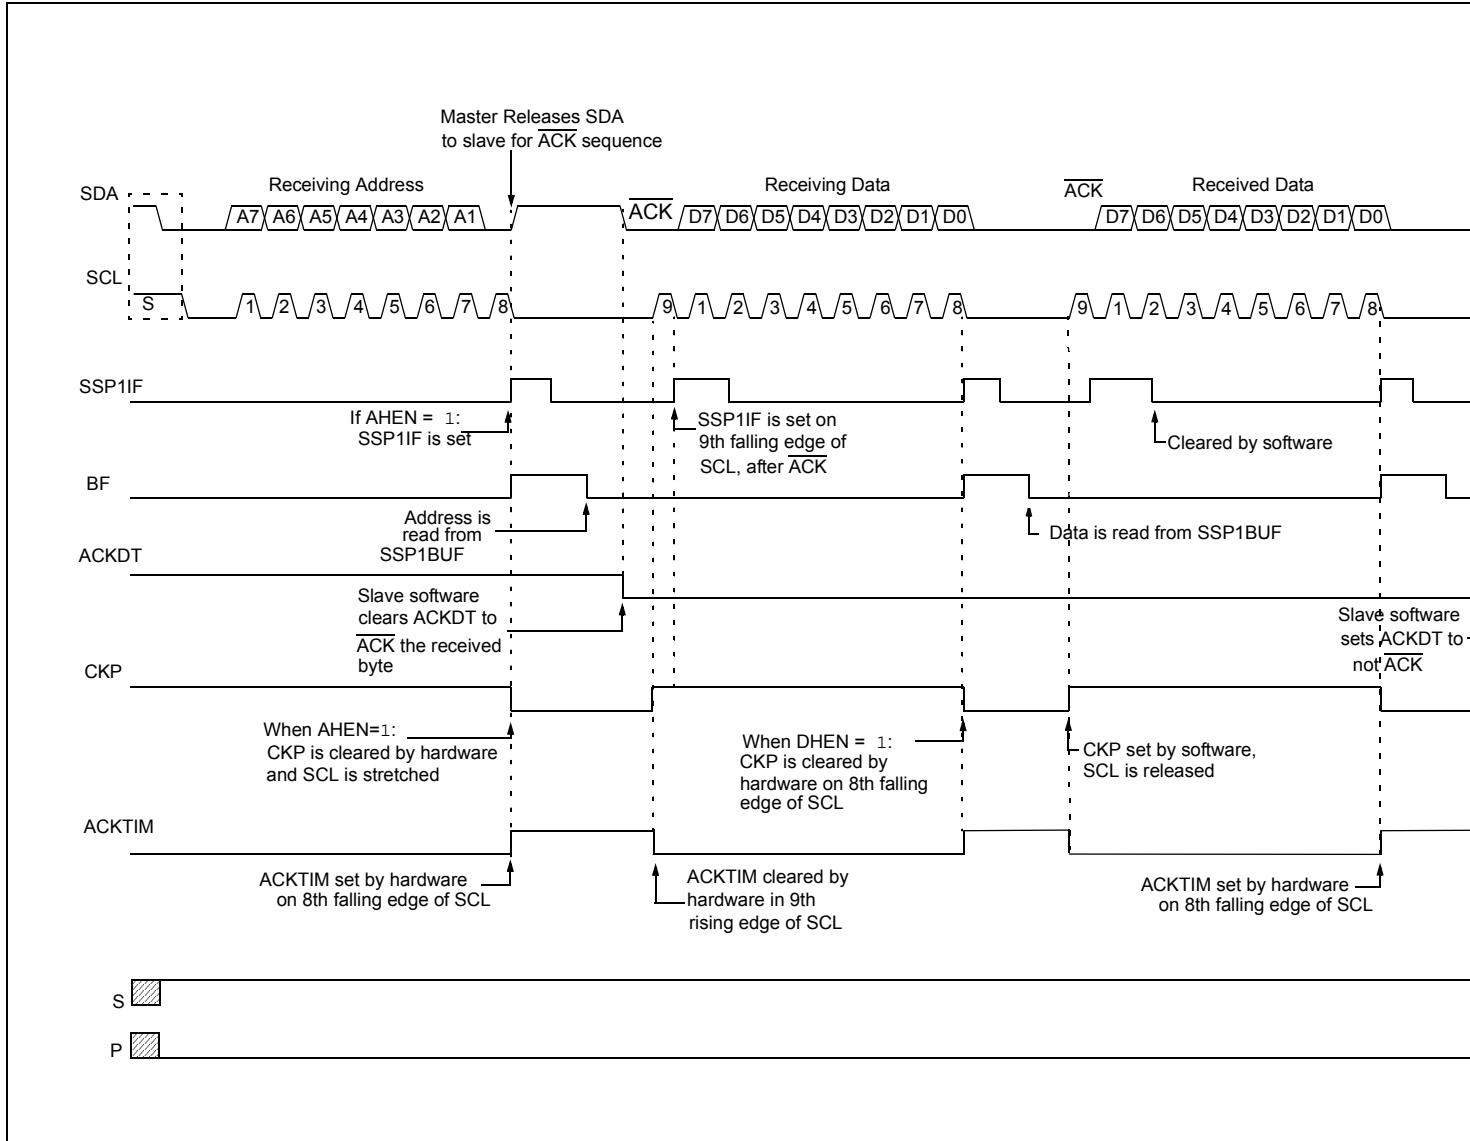 Master Releases SDA
to slave for ACK sequence
SDA
Receiving Address
A7 A6 A5 A4 A3 A2 A1
ACK
Receiving Data
D7 D6 D5 D4 D3 D2 D1 D0
ACK
Received Data
D7 D6 D5 D4 D3 D2 D1 D0
SCL
S
1 2 3 4 5 6 7 8 9 1 2 3 4 5 6 7 8 9 1 2 3 4 5 6 7 8
SSP1IF
If AHEN = 1:
SSP1IF is set
SSP1IF is set on
9th falling edge of
SCL, after ACK
Cleared by software
BF
Address is
read from
SSP1BUF
Data is read from SSP1BUF
ACKDT
Slave software
clears ACKDT to
ACK the received
byte
Slave software
sets ACKDT to
not ACK
CKP
When AHEN=1:
CKP is cleared by hardware
and SCL is stretched
When DHEN = 1:
CKP is cleared by
hardware on 8th falling
edge of SCL
CKP set by software,
SCL is released
ACKTIM
ACKTIM set by hardware
on 8th falling edge of SCL
ACKTIM cleared by
hardware in 9th
rising edge of SCL
ACKTIM set by hardware
on 8th falling edge of SCL
S
P